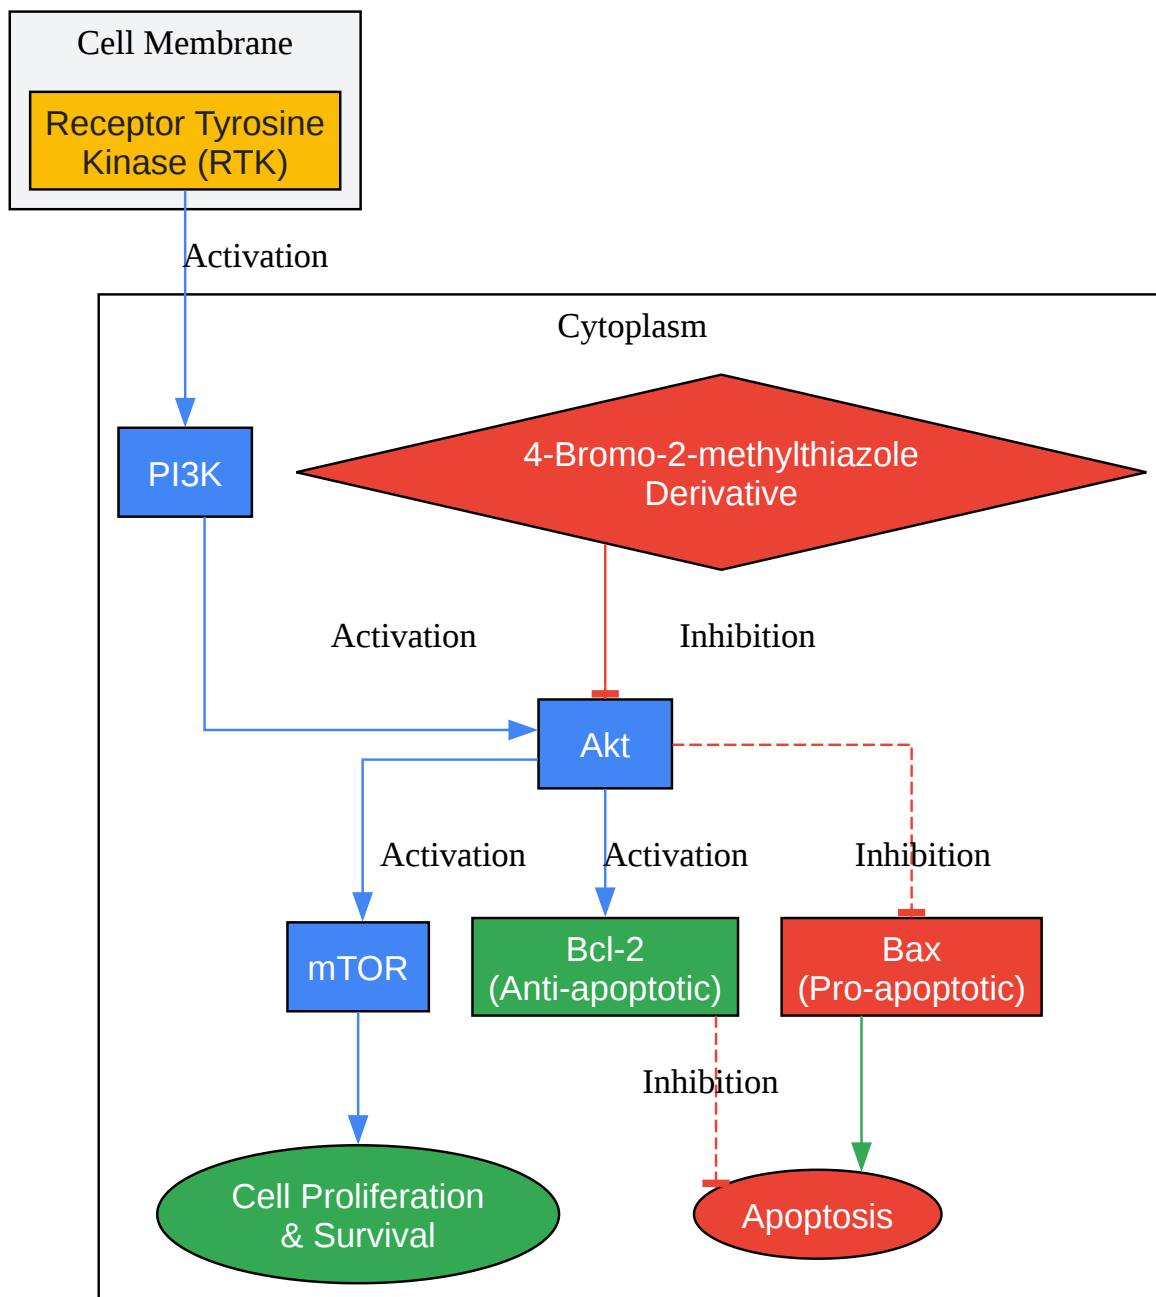 Cell Membrane
Receptor Tyrosine
Kinase (RTK)
Activation
Cytoplasm
PI3K
4-Bromo-2-methylthiazole
Derivative
Activation
Inhibition
Akt
Activation
Activation
Inhibition
mTOR
Bcl-2
(Anti-apoptotic)
Bax
(Pro-apoptotic)
Inhibition
Cell Proliferation
& Survival
Apoptosis